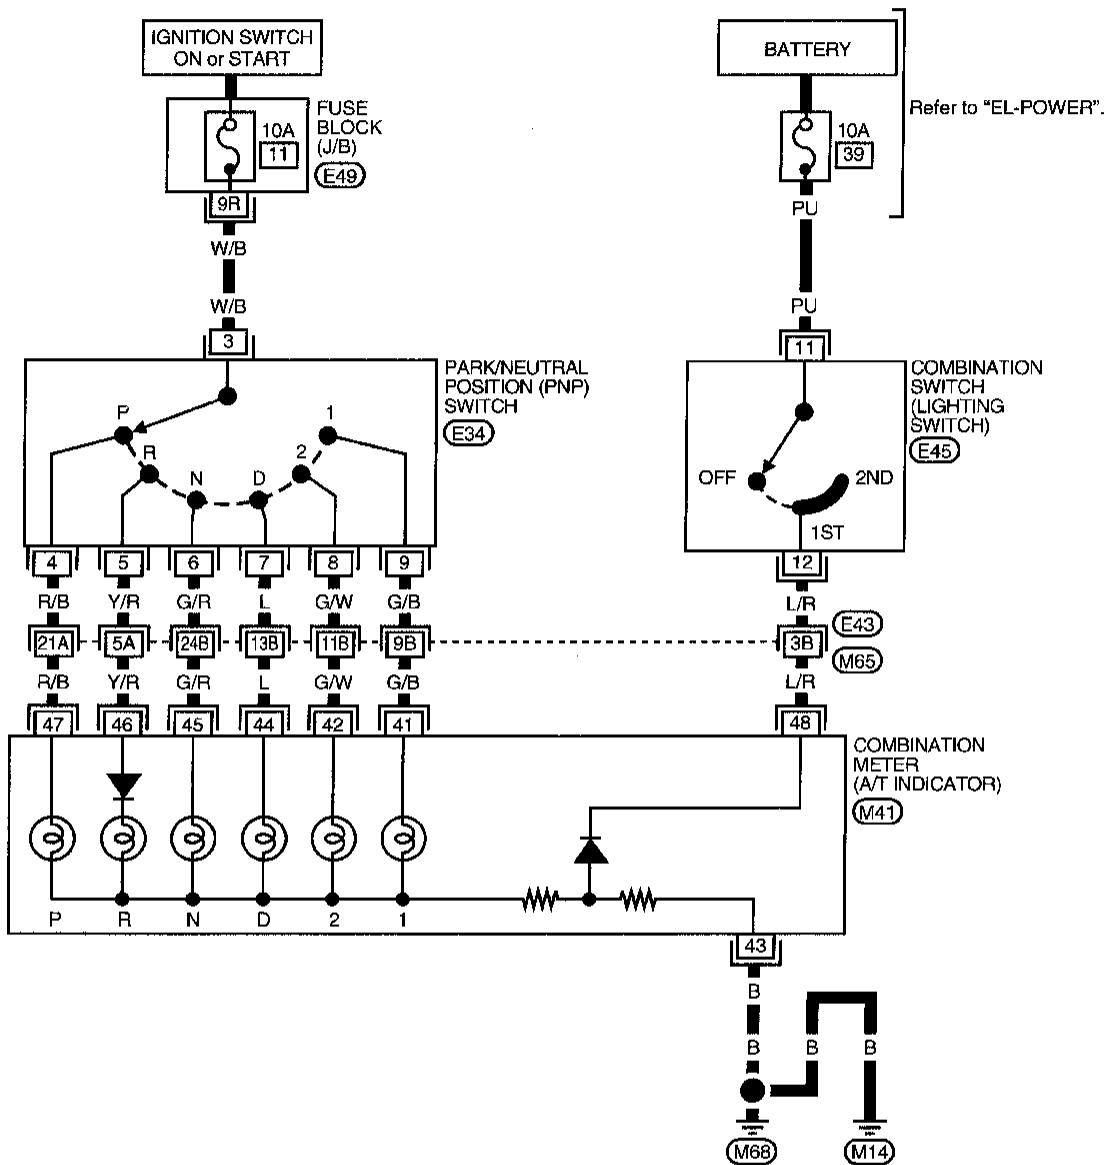 IGNITION SWITCH
ON or START
BATTERY
Refer to “EL-POWER”.
FUSE
BLOCK
(J/B)
E49
10A
11
10A
39
9R
PU
W/B
W/B
PU
3
11
PARK/NEUTRAL
POSITION (PNP)
SWITCH
E34
COMBINATION
SWITCH
(LIGHTING
SWITCH)
E45
P
R
N
D
2
1
OFF
2ND
1ST
4 5 6 7 8 9 12
R/B Y/R G/R L G/W G/B L/R
E43
21A 5A 24B 13B 11B 9B 3B
M65
R/B Y/R G/R L G/W G/B L/R
47 46 45 44 42 41 48
COMBINATION
METER
(A/T INDICATOR)
M41
P R N D 2 1
43
B
B B B
M68 M14